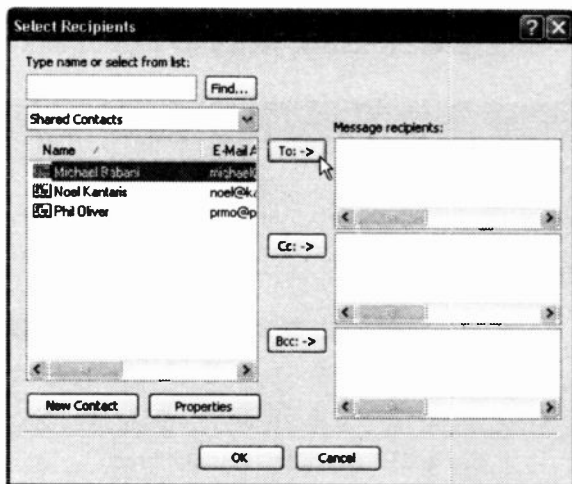 Select Recipients
Type name or select from list:
Find...
Shared Contacts
Name / E-Mail A
Michael Babani michael@
Noel Kantaris noel@k
Phil Oliver prmo@p
New Contact
Properties
Message recipients:
To: ->
Cc: ->
Bcc: ->
OK
Cancel